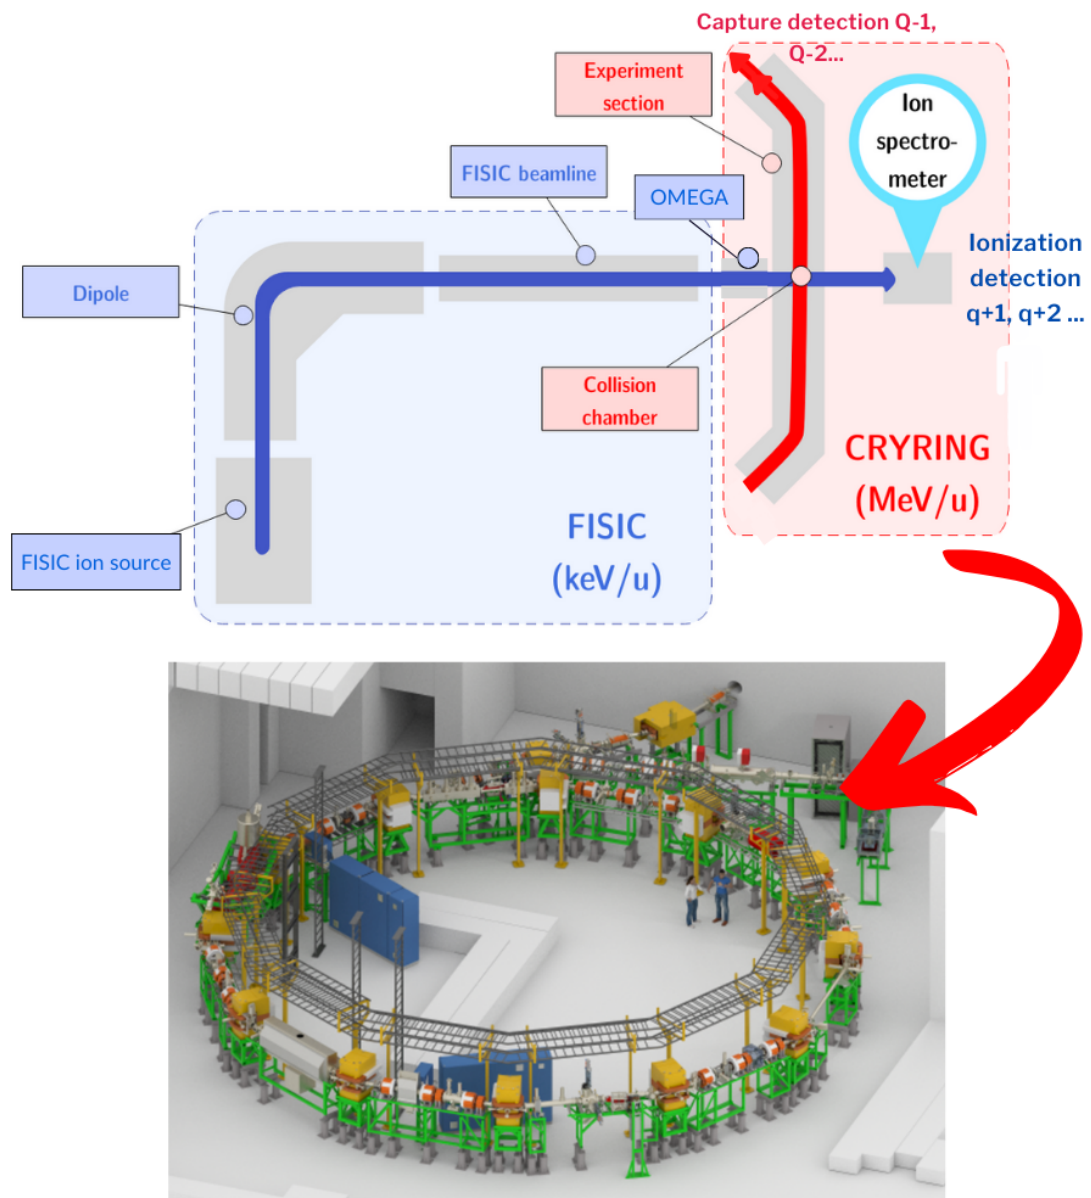 Capture detection Q-1,
Q-2...
Experiment
section
Ion
spectro-
meter
FISIC beamline
OMEGA
Ionization
detection
q+1, q+2 ...
Dipole
Collision
chamber
CRYRING
(MeV/u)
FISIC
(keV/u)
FISIC ion source